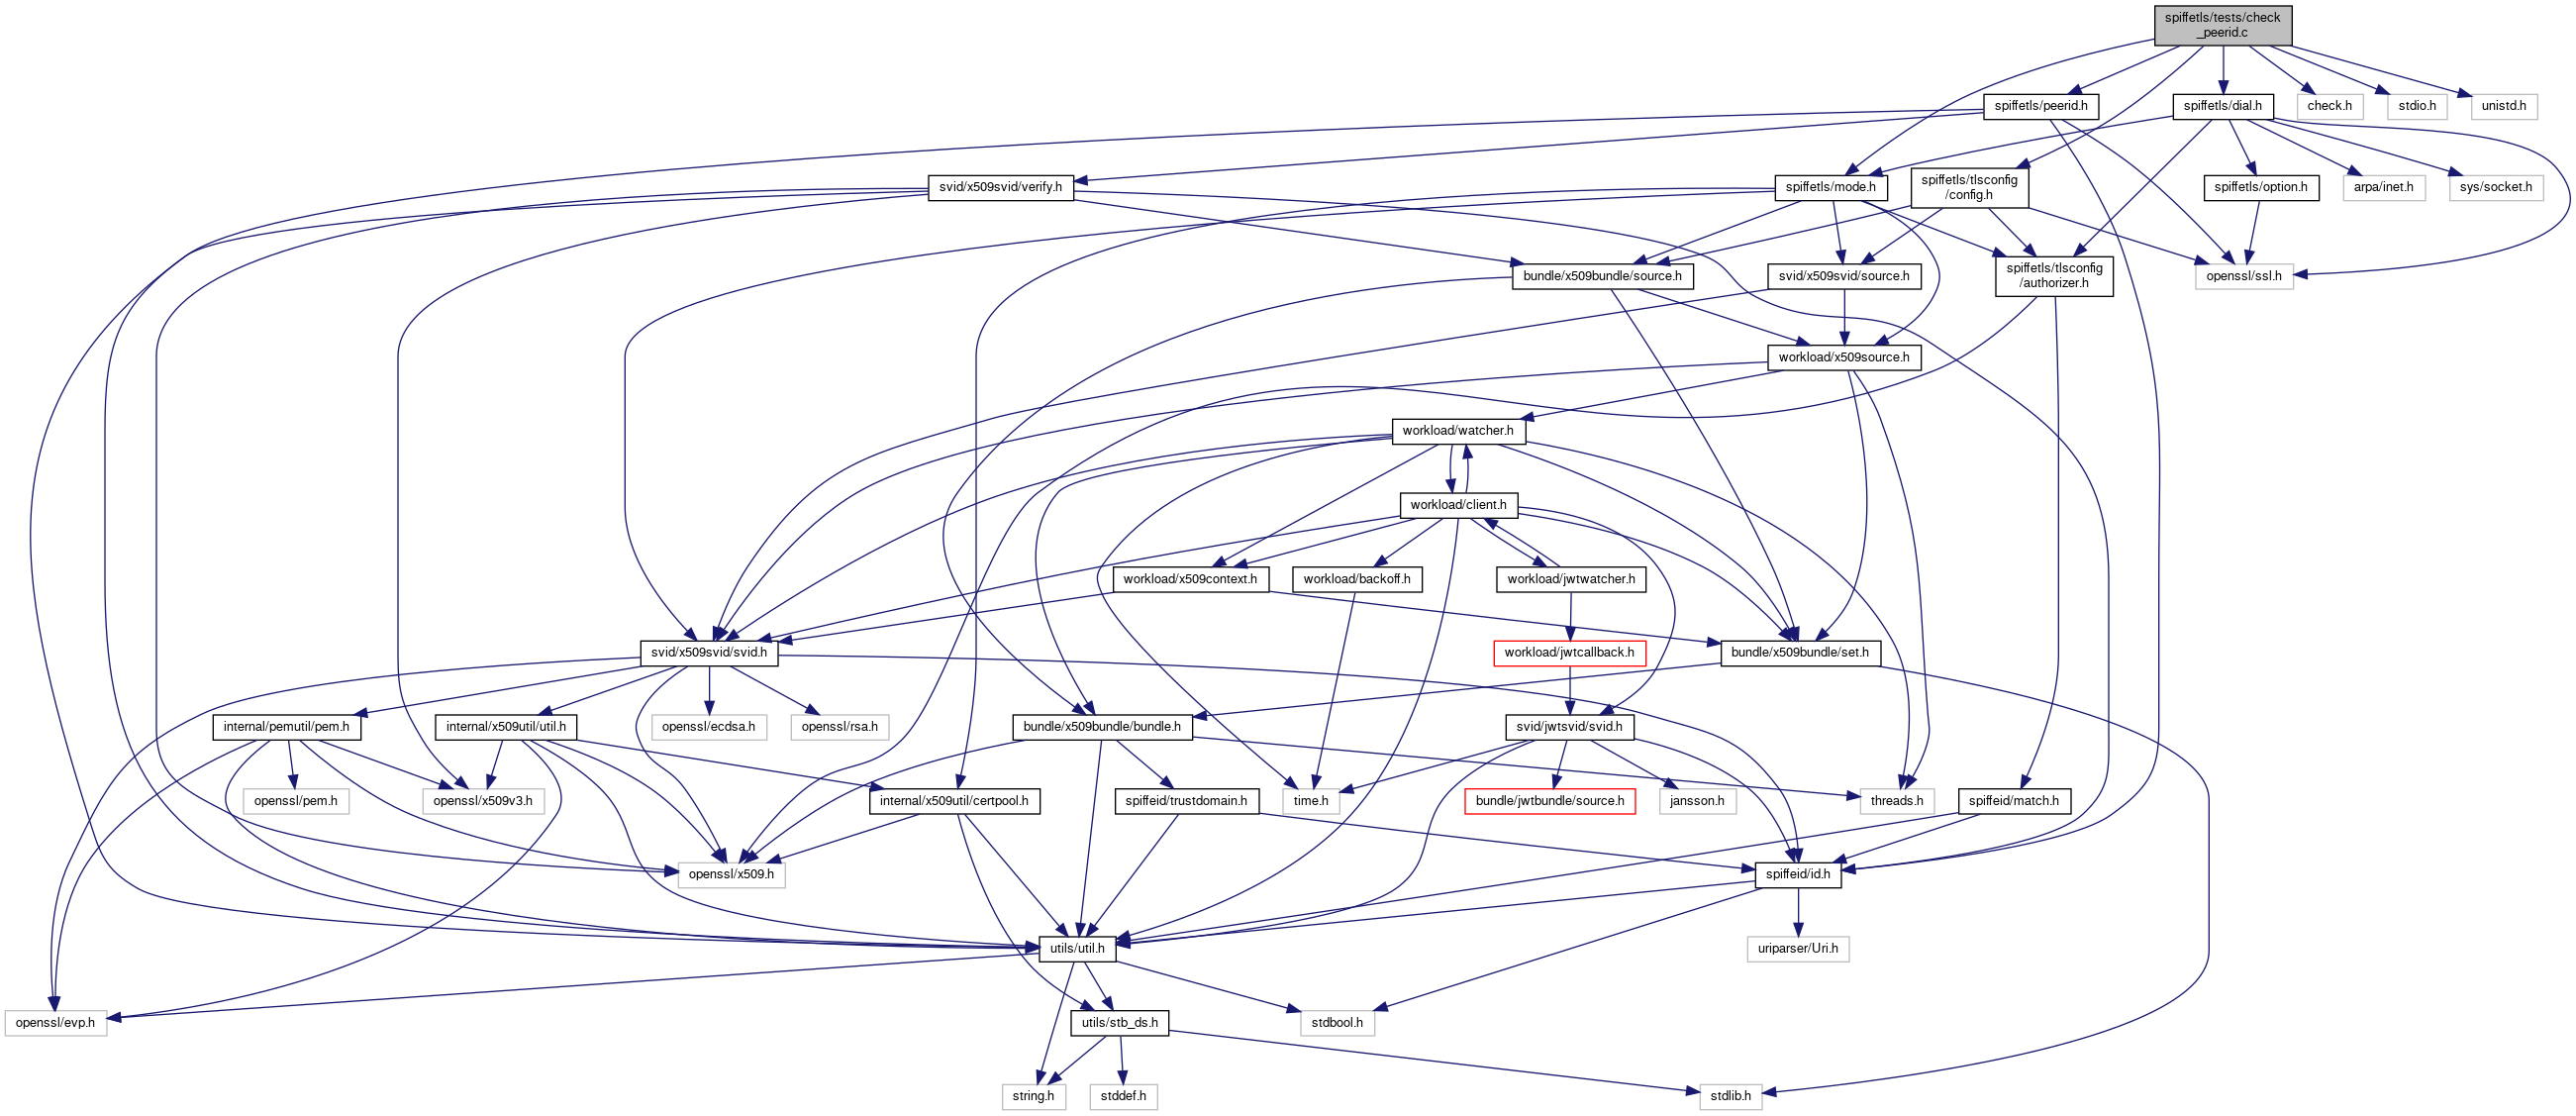 spiffetls/tests/check
_peerid.c
spiffetls/peerid.h
spiffetls/dial.h
check.h
stdio.h
unistd.h
svid/x509svid/verify.h
spiffetls/mode.h
spiffetls/tlsconfig
/config.h
spiffetls/option.h
arpa/inet.h
sys/socket.h
bundle/x509bundle/source.h
svid/x509svid/source.h
spiffetls/tlsconfig
/authorizer.h
openssl/ssl.h
workload/x509source.h
workload/watcher.h
workload/client.h
workload/x509context.h
workload/backoff.h
workload/jwtwatcher.h
svid/x509svid/svid.h
workload/jwtcallback.h
bundle/x509bundle/set.h
internal/pemutil/pem.h
internal/x509util/util.h
openssl/ecdsa.h
openssl/rsa.h
bundle/x509bundle/bundle.h
svid/jwtsvid/svid.h
openssl/pem.h
openssl/x509v3.h
internal/x509util/certpool.h
spiffeid/trustdomain.h
time.h
bundle/jwtbundle/source.h
jansson.h
threads.h
spiffeid/match.h
openssl/x509.h
spiffeid/id.h
utils/util.h
uriparser/Uri.h
openssl/evp.h
utils/stb_ds.h
stdbool.h
string.h
stddef.h
stdlib.h